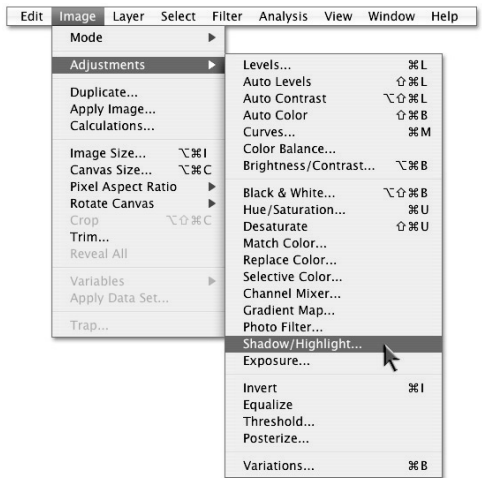 Edit Image Layer Select Filter Analysis View Window Help
Mode ▶
Adjustments ▶
Duplicate...
Apply Image...
Calculations...
Image Size... ⌥⌘I
Canvas Size... ⌥⌘C
Pixel Aspect Ratio ▶
Rotate Canvas ▶
Crop ⌥⇧⌘C
Trim...
Reveal All
Variables ▶
Apply Data Set...
Trap...
Levels... ⌘L
Auto Levels ⇧⌘L
Auto Contrast ⌥⇧⌘L
Auto Color ⇧⌘B
Curves... ⌘M
Color Balance...
Brightness/Contrast... ⌥⌘B
Black & White... ⌥⇧⌘B
Hue/Saturation... ⌘U
Desaturate ⇧⌘U
Match Color...
Replace Color...
Selective Color...
Channel Mixer...
Gradient Map...
Photo Filter...
Shadow/Highlight...
Exposure...
Invert ⌘I
Equalize
Threshold...
Posterize...
Variations... ⌘B